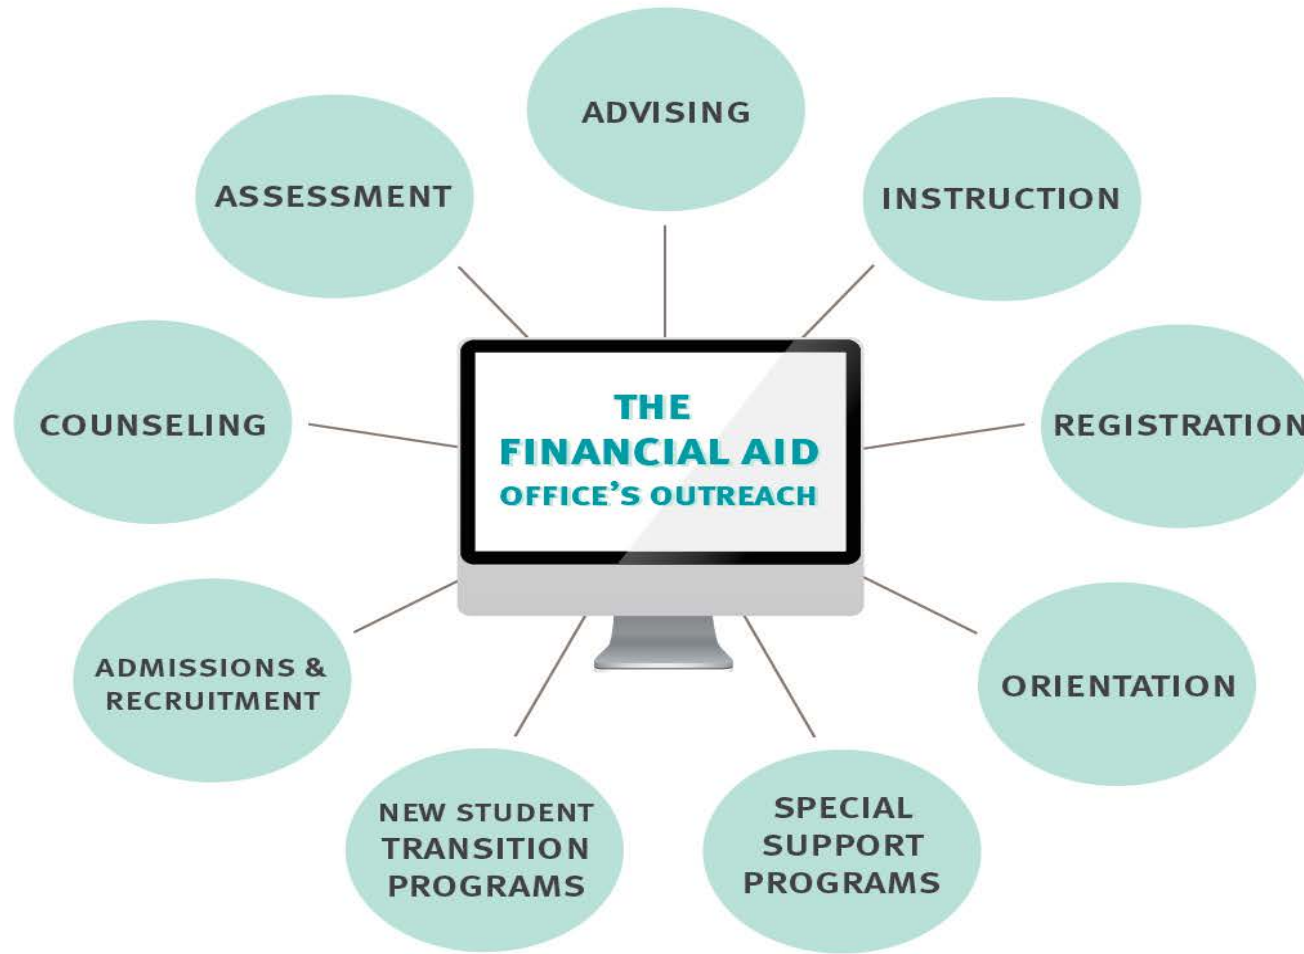 ADVISING
ASSESSMENT
INSTRUCTION
COUNSELING
THE
FINANCIAL AID
OFFICE'S OUTREACH
REGISTRATION
ADMISSIONS &
RECRUITMENT
ORIENTATION
NEW STUDENT
TRANSITION
PROGRAMS
SPECIAL
SUPPORT
PROGRAMS